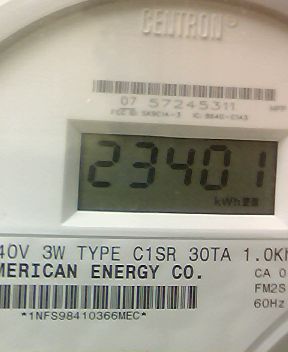 CENTRON
07 57245311
23401
kWh
40V 3W TYPE C1SR 30TA 1.0Kh
MERICAN ENERGY CO.
CA 0
FM2S
60Hz
*1NFS98410366MEC*